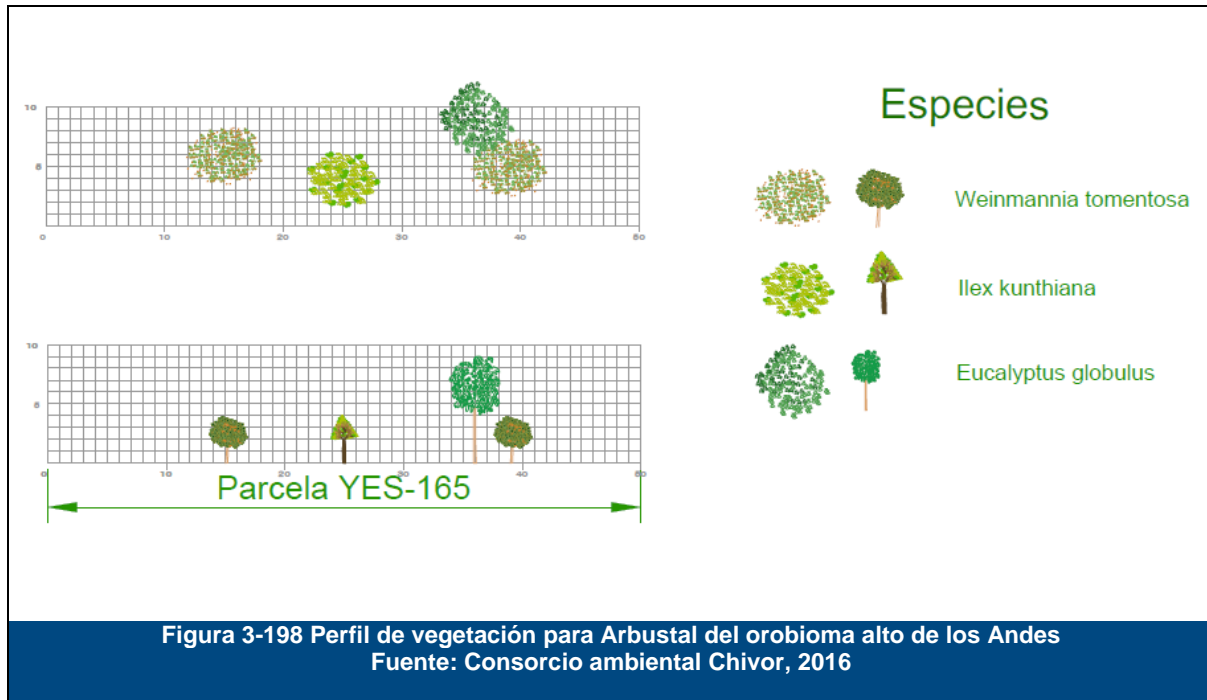 Especies
10
5
0 10 20 30 40 50
Weinmannia tomentosa
Ilex kunthiana
Eucalyptus globulus
10
5
0 10 20 30 40 50
Parcela YES-165
Figura 3-198 Perfil de vegetación para Arbustal del orobioma alto de los Andes
Fuente: Consorcio ambiental Chivor, 2016